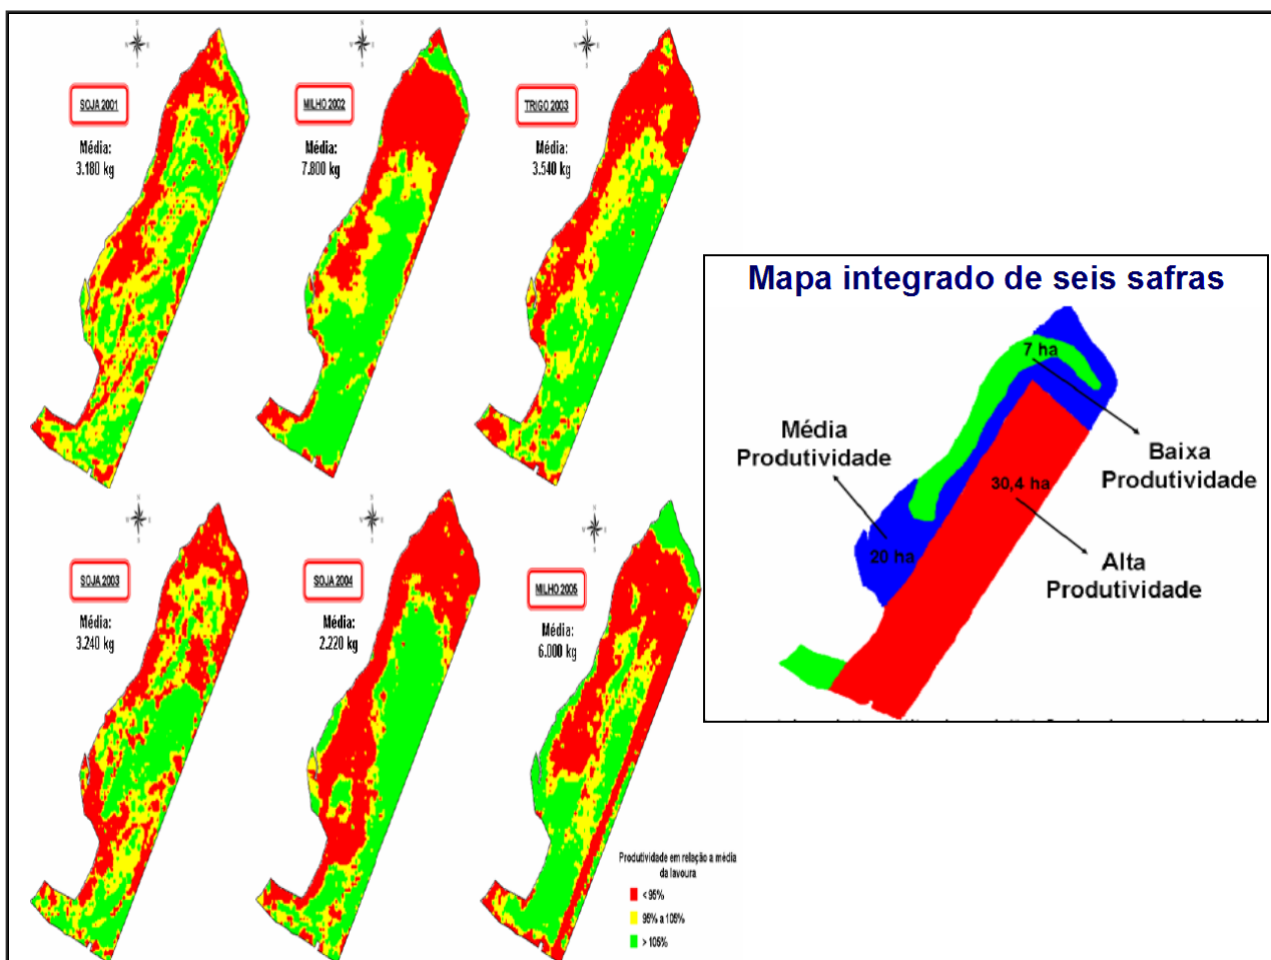 SOJA 2001
Média:
3.180 kg
MILHO 2002
Média:
7.800 kg
TRIGO 2003
Média:
3.540 kg
SOJA 2003
Média:
3.240 kg
SOJA 2004
Média:
2.220 kg
MILHO 2005
Média:
6.000 kg
Produtividade em relação a média
da lavoura
< 95%
95% a 105%
> 105%
Mapa integrado de seis safras
7 ha
Média
Produtividade
Baixa
Produtividade
30,4 ha
20 ha
Alta
Produtividade